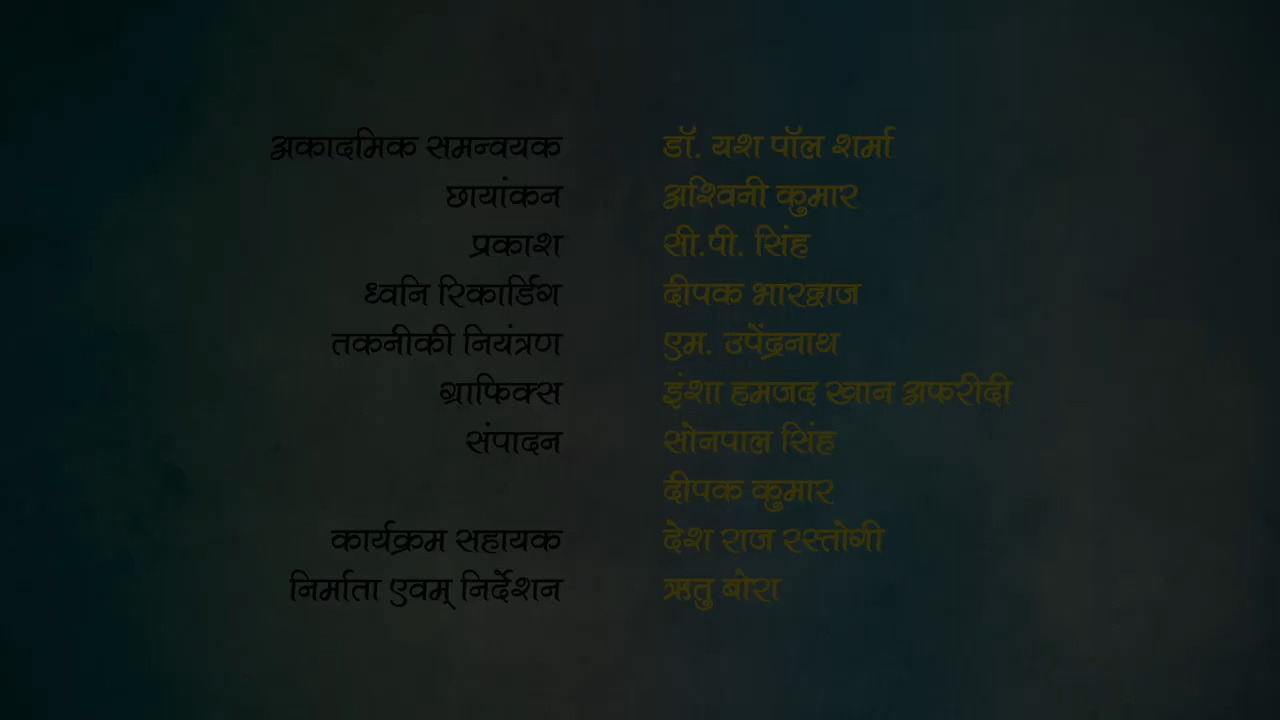 अकादमिक समन्वयक डॉ. यश पॉल शर्मा
छायांकन अश्विनी कुमार
प्रकाश सी.पी. सिंह
ध्वनि रिकार्डिंग दीपक भारद्वाज
तकनीकी नियंत्रण एम. उपेंद्रनाथ
ग्राफिक्स इंशा हमजद खान अफरीदी
संपादन सोनपाल सिंह
दीपक कुमार
कार्यक्रम सहायक देश राज रस्तोगी
निर्माता एवम् निर्देशन ऋतु बोरा